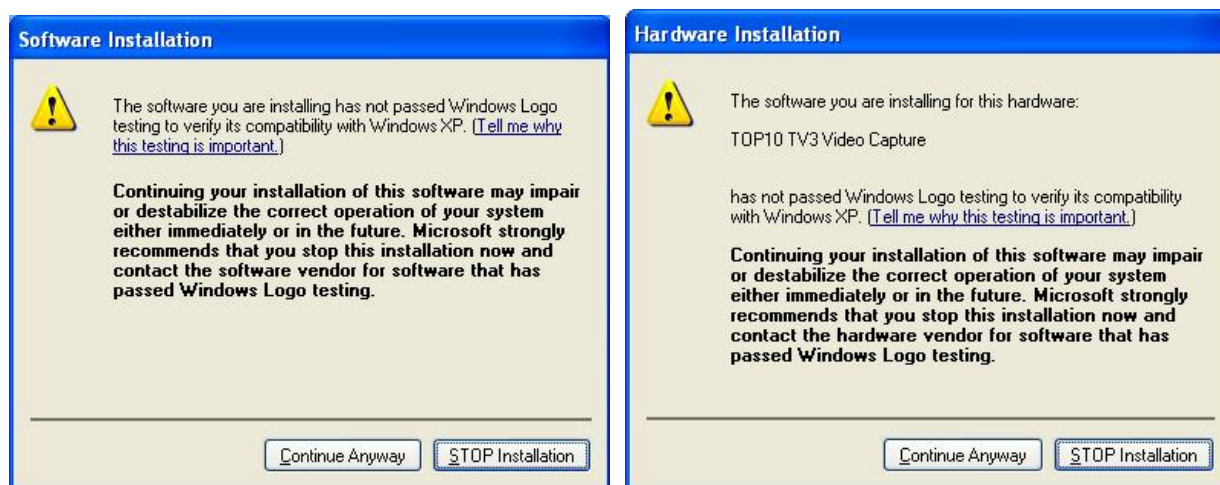 Software Installation
The software you are installing has not passed Windows Logo
testing to verify its compatibility with Windows XP. (Tell me why
this testing is important.)
Continuing your installation of this software may impair
or destabilize the correct operation of your system
either immediately or in the future. Microsoft strongly
recommends that you stop this installation now and
contact the software vendor for software that has
passed Windows Logo testing.
Continue Anyway
STOP Installation
Hardware Installation
The software you are installing for this hardware:
TOP10 TV3 Video Capture
has not passed Windows Logo testing to verify its compatibility
with Windows XP. (Tell me why this testing is important.)
Continuing your installation of this software may impair
or destabilize the correct operation of your system
either immediately or in the future. Microsoft strongly
recommends that you stop this installation now and
contact the hardware vendor for software that has
passed Windows Logo testing.
Continue Anyway
STOP Installation